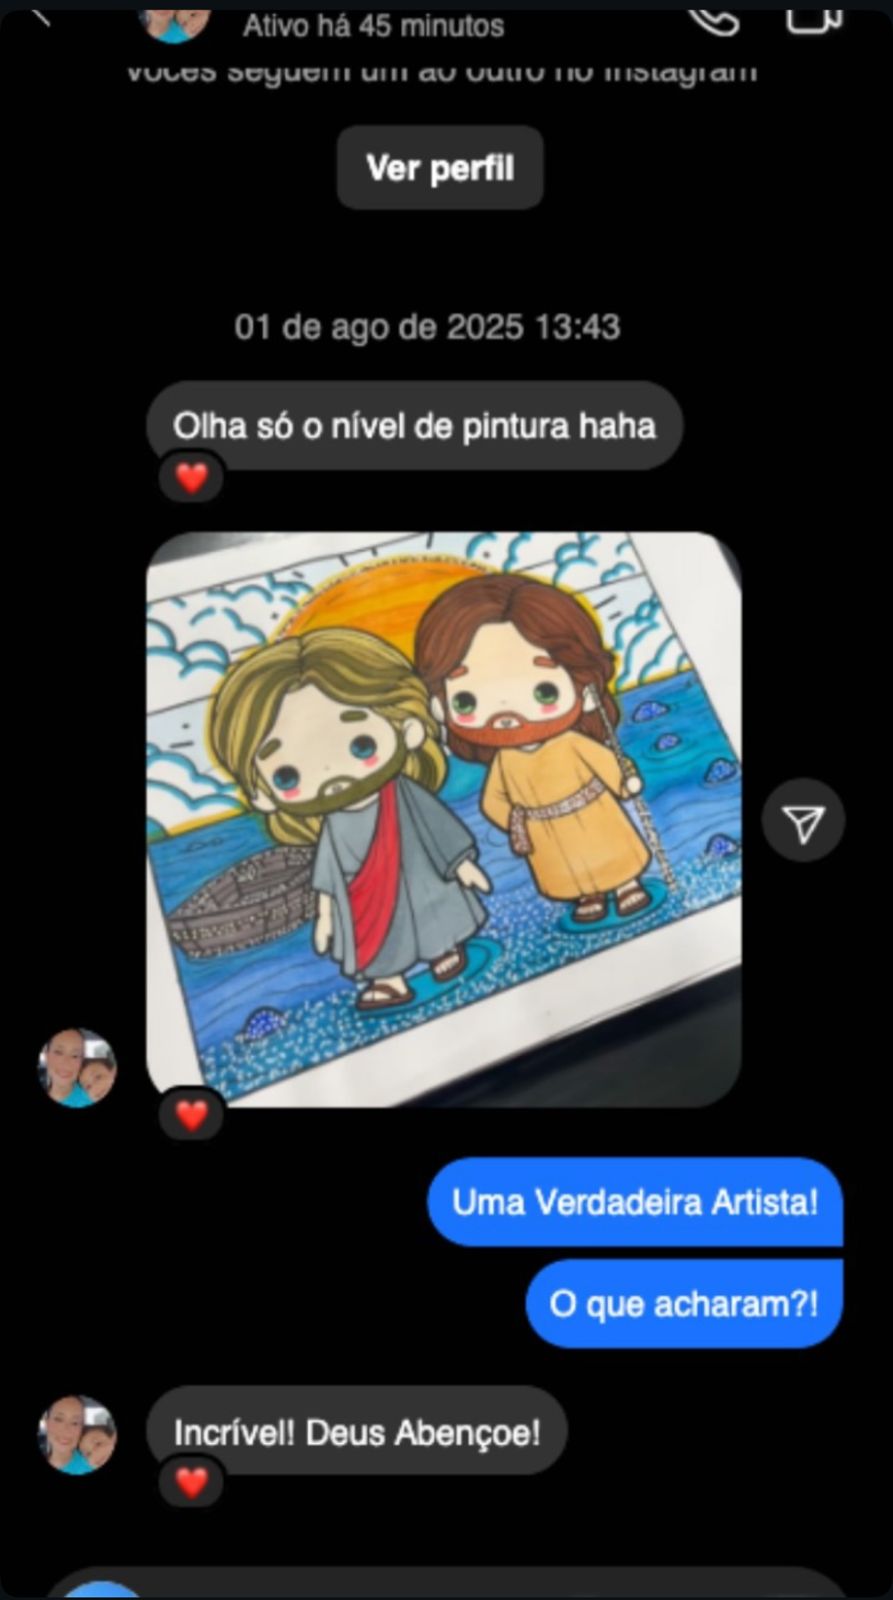 Ativo há 45 minutos
Vocês seguem um ao outro no Instagram
Ver perfil
01 de ago de 2025 13:43
Olha só o nível de pintura haha
Uma Verdadeira Artista!
O que acharam?!
Incrível! Deus Abençoe!